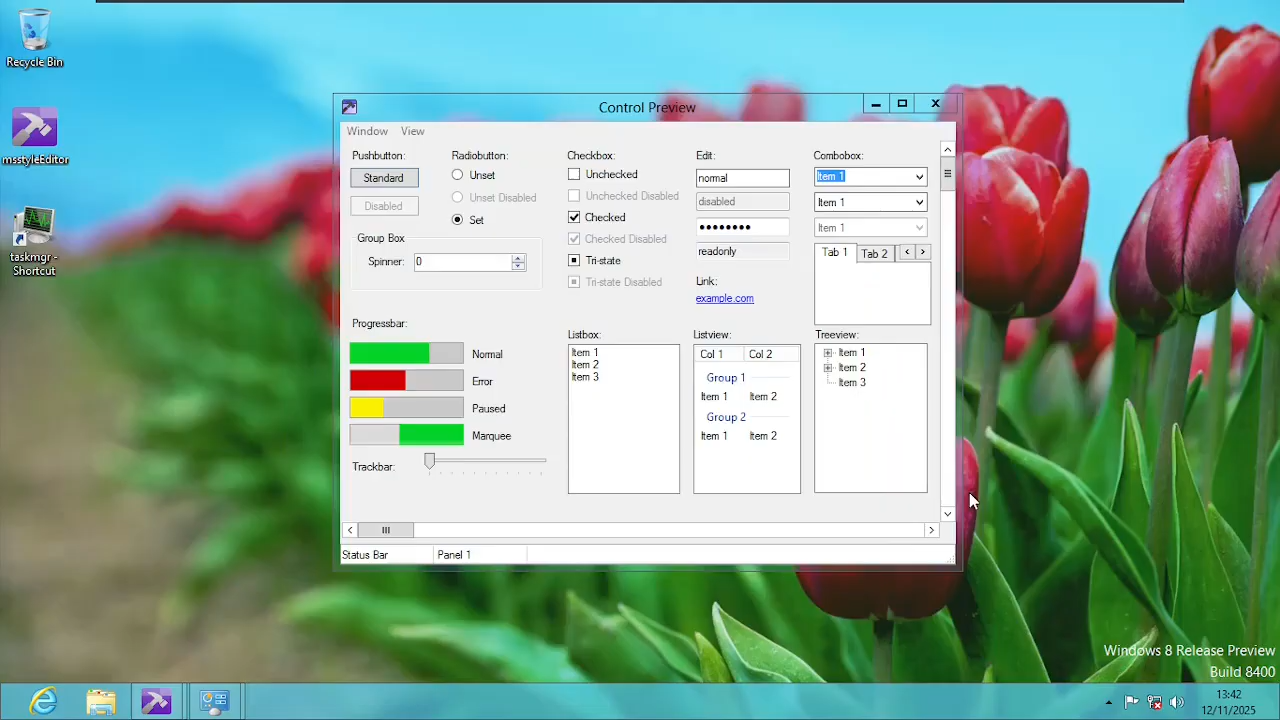 Recycle Bin
msstyleEditor
taskmgr -
Shortcut
Control Preview
Window View
Pushbutton:
Standard
Disabled
Radiobutton:
Unset
Unset Disabled
Set
Group Box
Spinner: 0
Checkbox:
Unchecked
Unchecked Disabled
Checked
Checked Disabled
Tri-state
Tri-state Disabled
Edit:
normal
disabled
●●●●●●●●
readonly
Link:
example.com
Combobox:
Item 1
Item 1
Item 1
Tab 1 Tab 2
Progressbar:
Normal
Error
Paused
Marquee
Trackbar:
Listbox:
Item 1
Item 2
Item 3
Listview:
Col 1 Col 2
Group 1
Item 1 Item 2
Group 2
Item 1 Item 2
Treeview:
Item 1
Item 2
Item 3
Status Bar Panel 1
Windows 8 Release Preview
Build 8400
13:42
12/11/2025